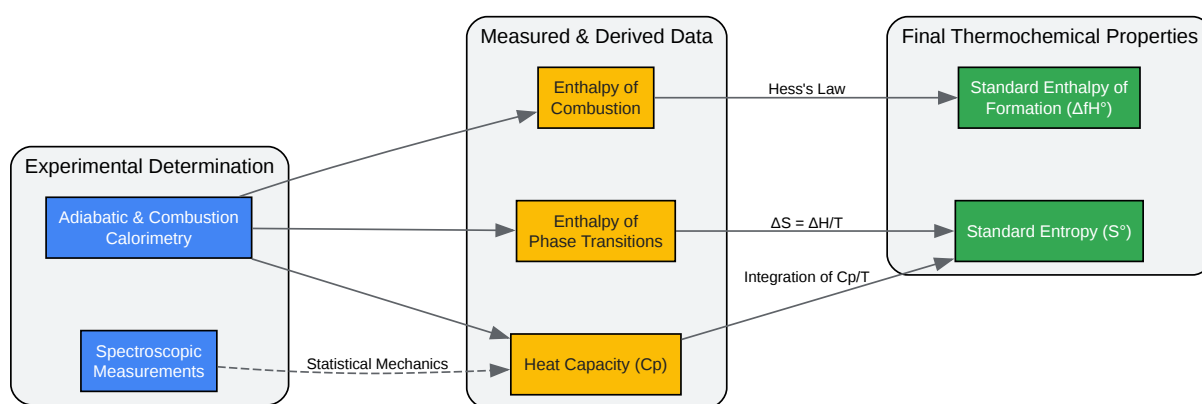 Experimental Determination
Adiabatic & Combustion
Calorimetry
Spectroscopic
Measurements
Statistical Mechanics
Measured & Derived Data
Enthalpy of
Combustion
Enthalpy of
Phase Transitions
Heat Capacity (Cp)
Hess's Law
ΔS = ΔH/T
Integration of Cp/T
Final Thermochemical Properties
Standard Enthalpy of
Formation (ΔfH°)
Standard Entropy (S°)